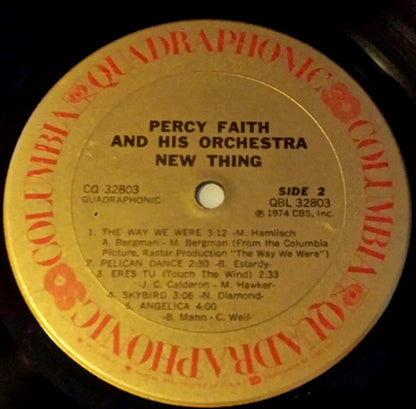 COLUMBIA QUADRAPHONIC COLUMBIA QUADRAPHONIC
PERCY FAITH
AND HIS ORCHESTRA
NEW THING
CQ 32803
QUADRAPHONIC
SIDE 2
QBL 32803
℗ 1974 CBS, Inc.
1. THE WAY WE WERE 3:12 -M. Hamlisch
A. Bergman - M. Bergman (From the Columbia
Picture, Rastar Production "The Way We Were")
2. PELICAN DANCE 2:30 -B. Estardy-
3. ERES TU (Touch The Wind) 2:33
J. C. Calderon - M. Hawker-
4. SKYBIRD 3:06 -N. Diamond-
5. ANGELICA 4:00
-B. Mann - C. Weil-